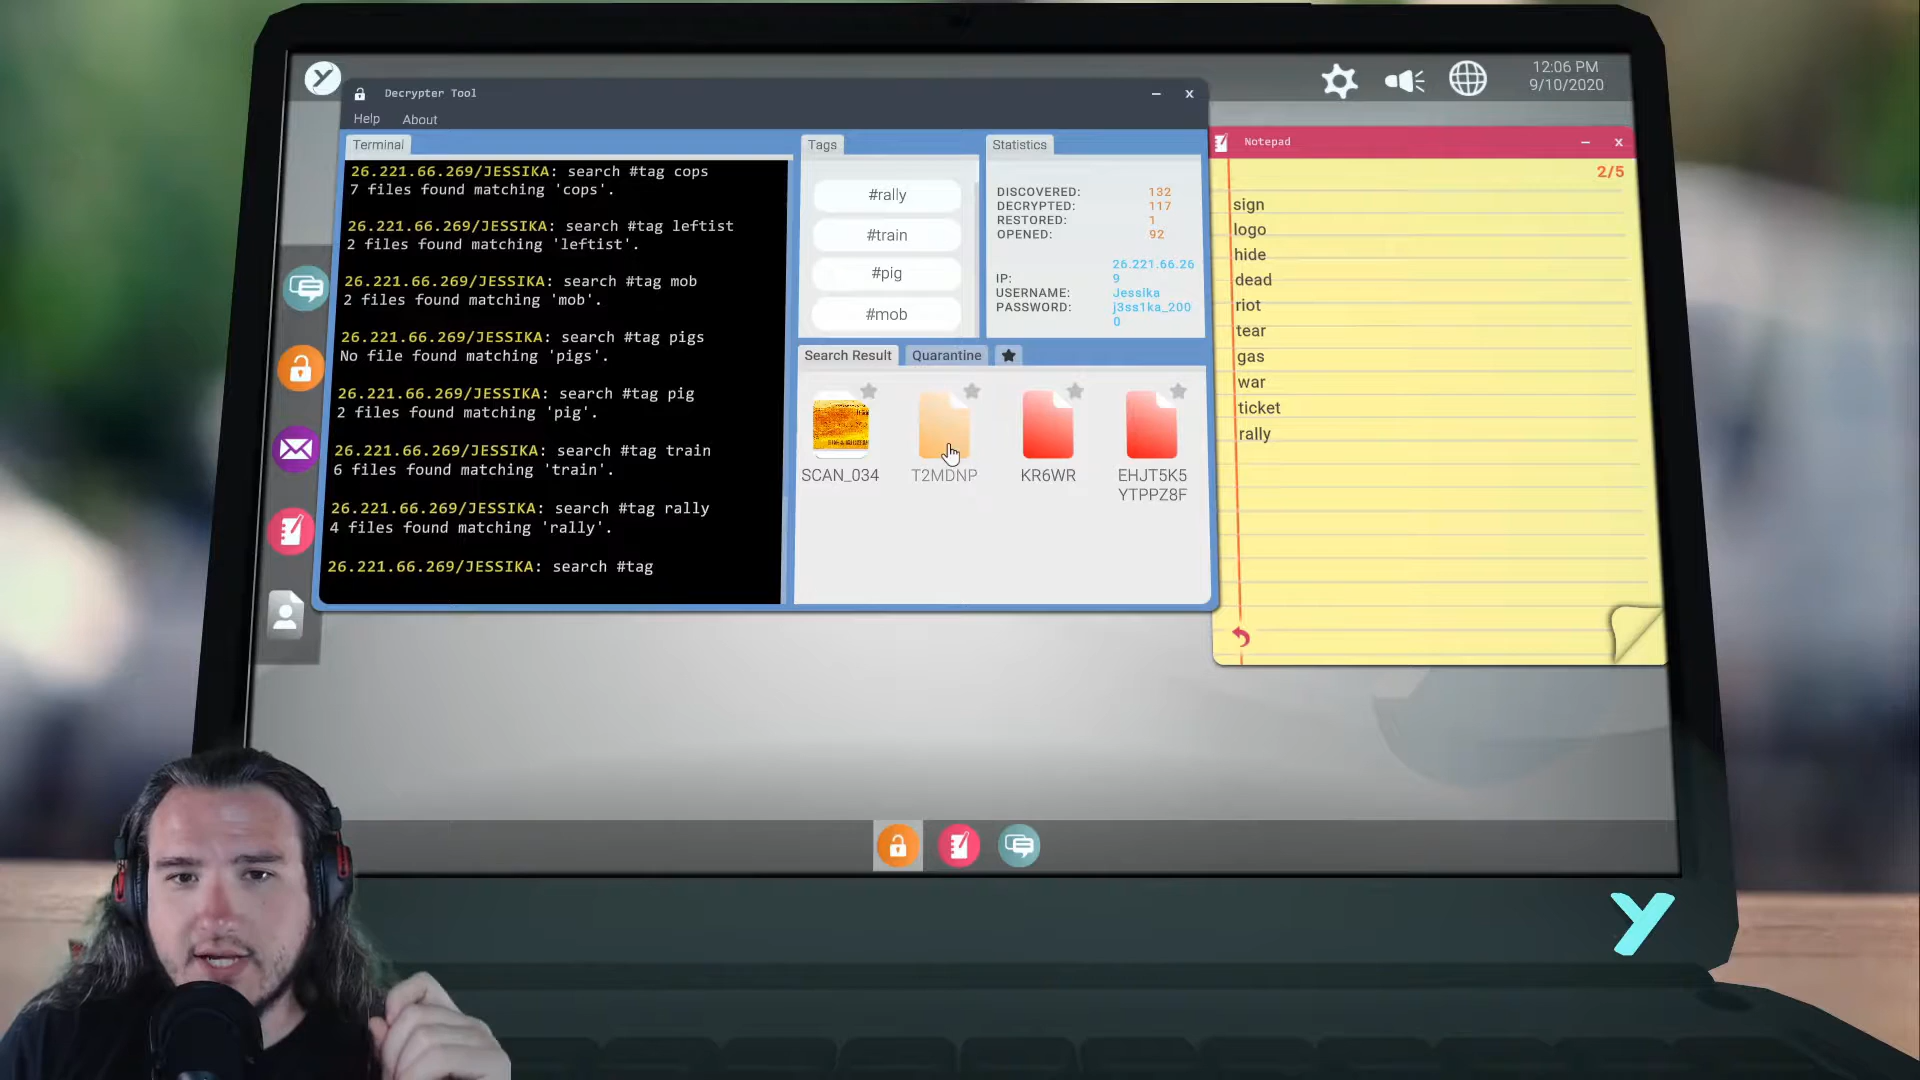 Decrypter Tool
Help About
Terminal
26.221.66.269/JESSIKA: search #tag cops
7 files found matching 'cops'.
26.221.66.269/JESSIKA: search #tag leftist
2 files found matching 'leftist'.
26.221.66.269/JESSIKA: search #tag mob
2 files found matching 'mob'.
26.221.66.269/JESSIKA: search #tag pigs
No file found matching 'pigs'.
26.221.66.269/JESSIKA: search #tag pig
2 files found matching 'pig'.
26.221.66.269/JESSIKA: search #tag train
6 files found matching 'train'.
26.221.66.269/JESSIKA: search #tag rally
4 files found matching 'rally'.
26.221.66.269/JESSIKA: search #tag
Tags
#rally
#train
#pig
#mob
Statistics
DISCOVERED: 132
DECRYPTED: 117
RESTORED: 1
OPENED: 92
IP: 26.221.66.26
9
USERNAME: Jessika
PASSWORD: j3ss1ka_200
0
Search Result Quarantine
SCAN_034
T2MDNP
KR6WR
EHJT5K5
YTPPZ8F
12:06 PM
9/10/2020
Notepad
2/5
sign
logo
hide
dead
riot
tear
gas
war
ticket
rally